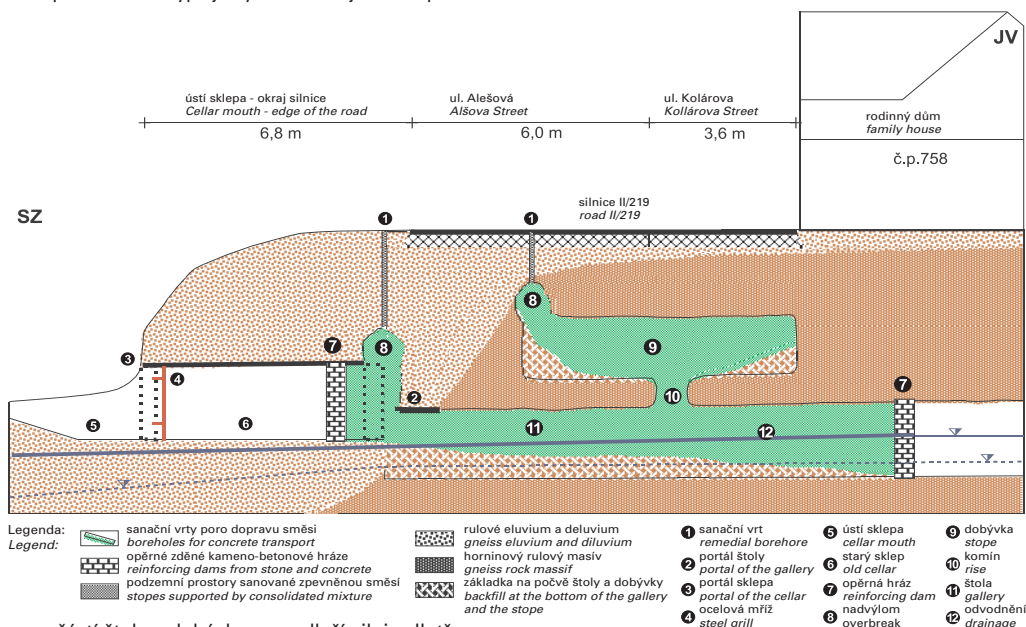 JV
ústí sklepa - okraj silnice
Cellar mouth - edge of the road
ul. Alešová
Alšova Street
ul. Kolárova
Kollárova Street
6,8 m
6,0 m
3,6 m
rodinný dům
family house
č.p.758
SZ
silnice II/219
road II/219
1
1
8
7
8
9
3
4
2
10
7
5
6
11
12
Legenda:
Legend:
sanační vrty poro dopravu směsi
boreholes for concrete transport
opěrné zděné kameno-betonové hráze
reinforcing dams from stone and concrete
podzemní prostory sanované zpevněnou směsí
stopes supported by consolidated mixture
rulové eluvium a deluvium
gneiss eluvium and diluvium
horninový rulový masív
gneiss rock massif
základka na počvě štoly a dobývky
backfill at the bottom of the gallery
and the stope
1 sanační vrt
remedial borehore
2 portál štoly
portal of the gallery
3 portál sklepa
portal of the cellar
4 ocelová mříž
steel grill
5 ústí sklepa
cellar mouth
6 starý sklep
old cellar
7 opěrná hráz
reinforcing dam
8 nadvýlom
overbreak
9 dobývka
stope
10 komín
rise
11 štola
gallery
12 odvodnění
drainage